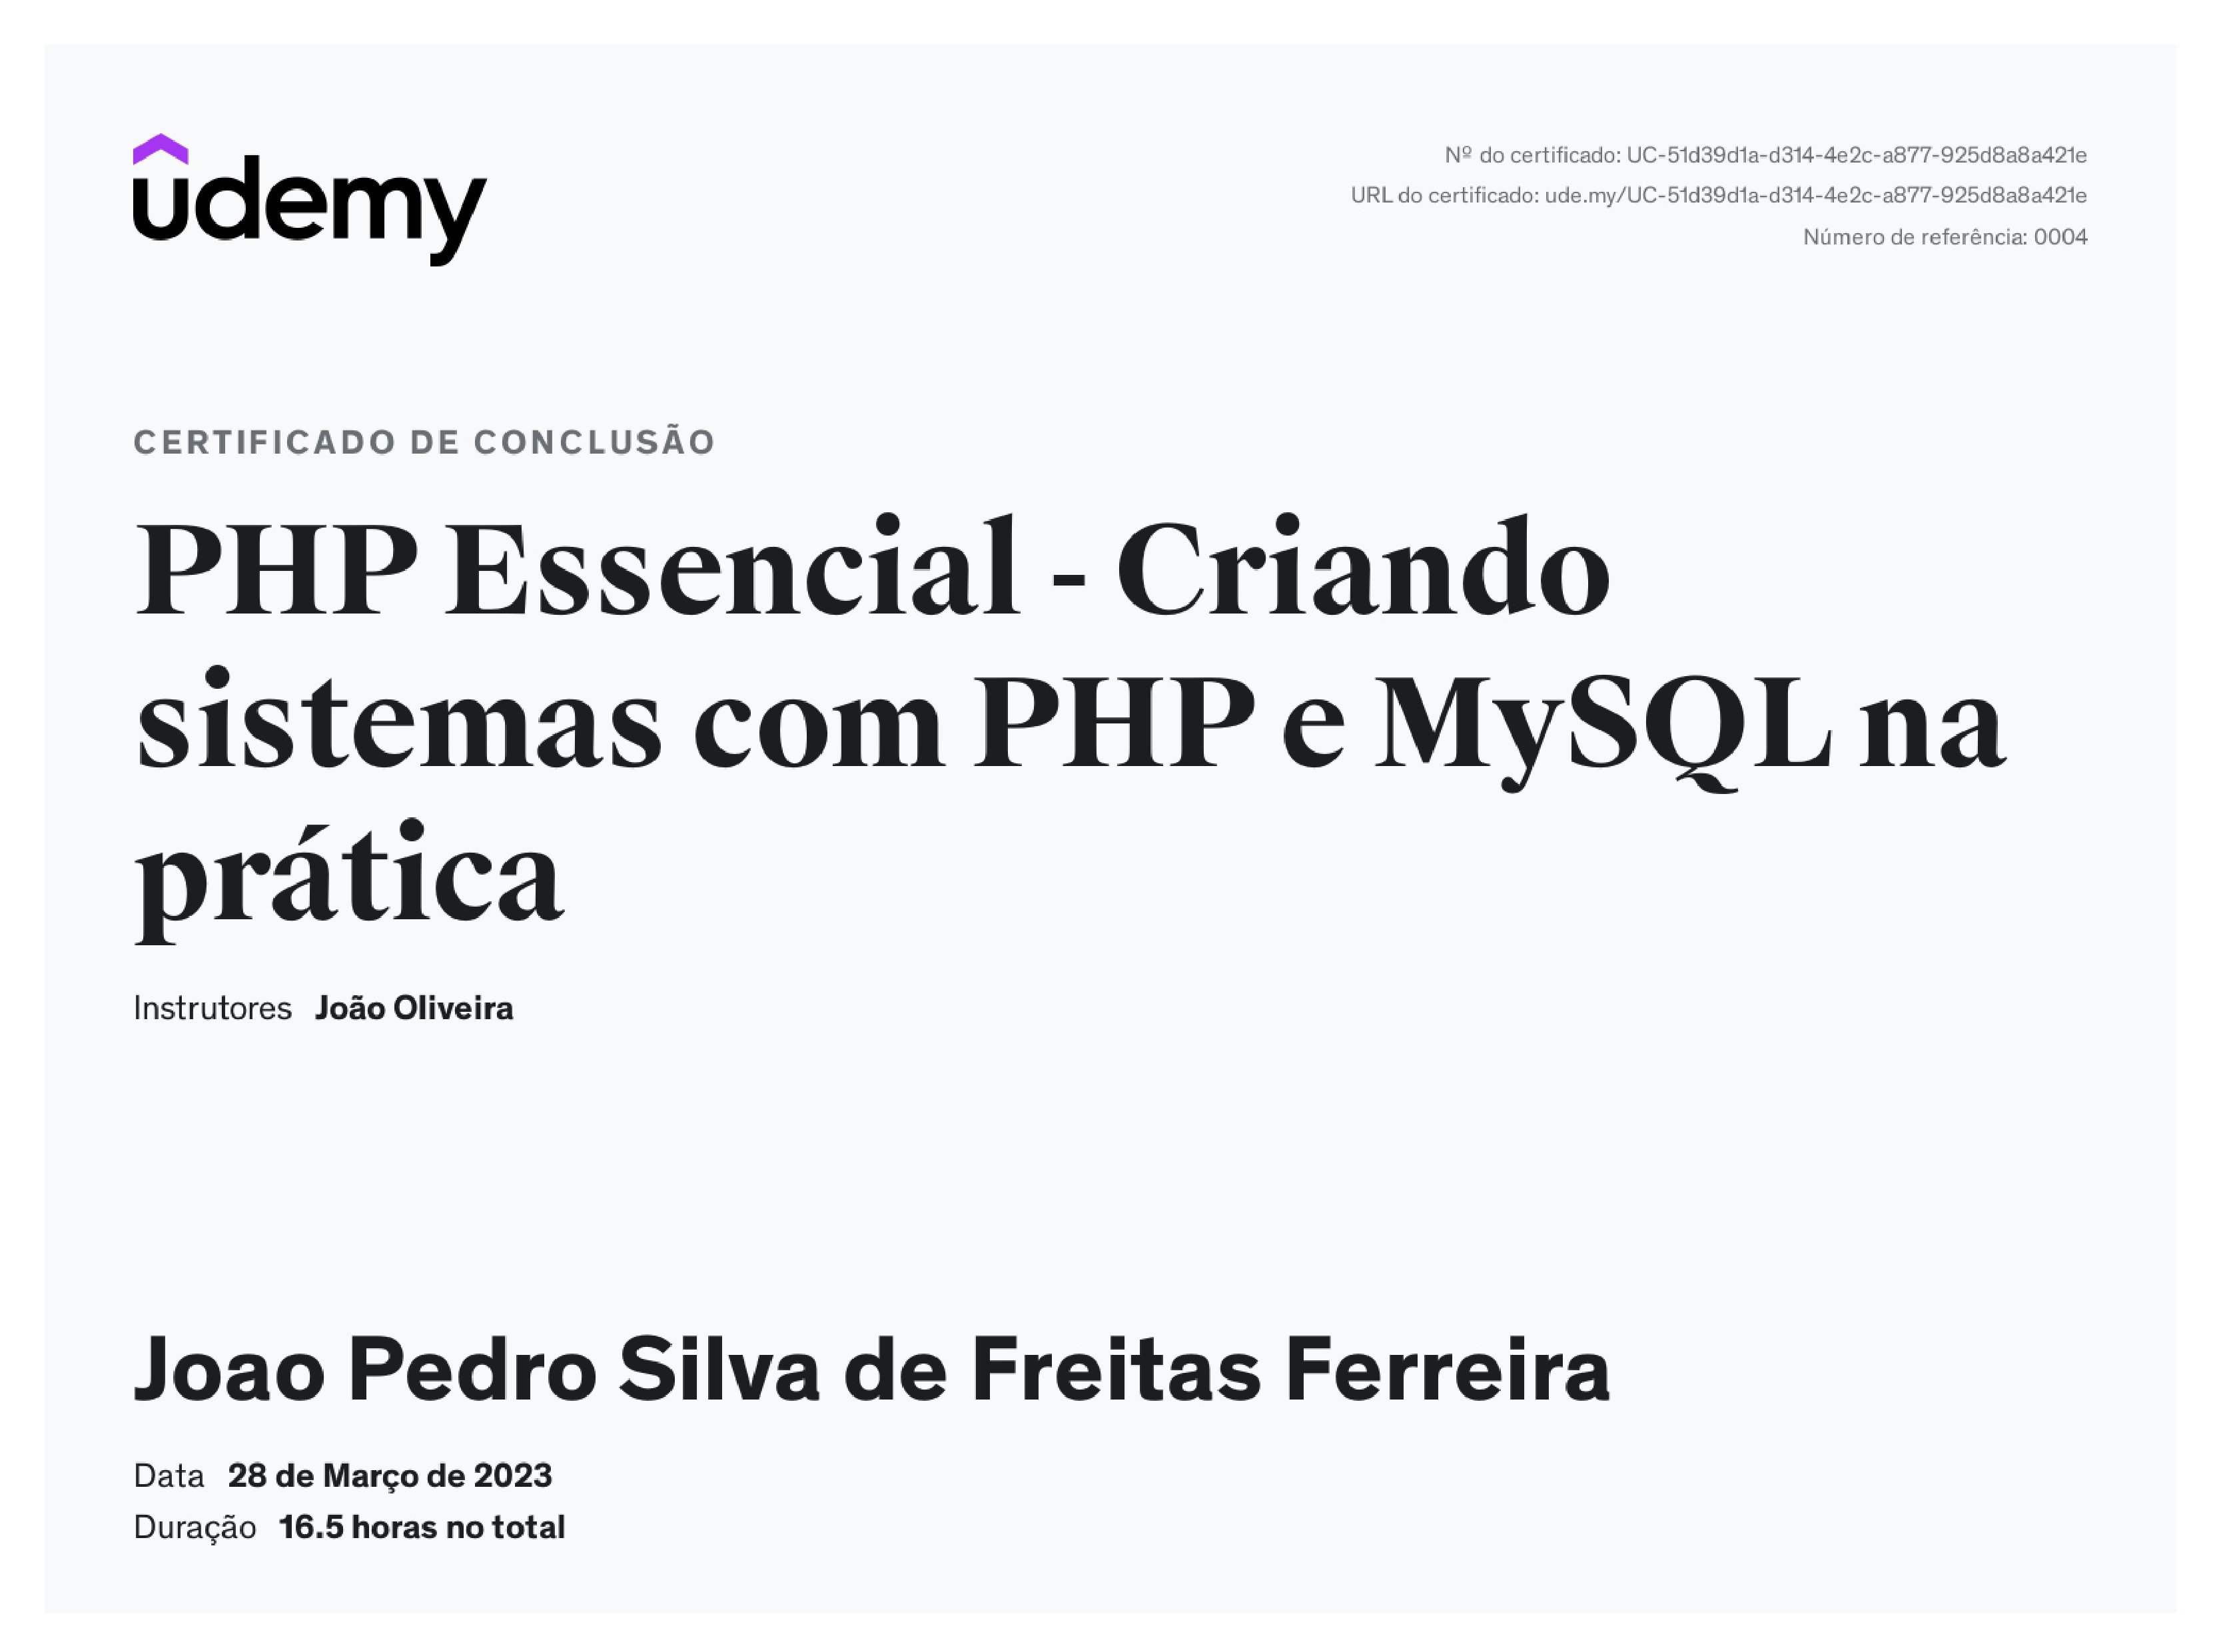 udemy
Nº do certificado: UC-51d39d1a-d314-4e2c-a877-925d8a8a421e
URL do certificado: ude.my/UC-51d39d1a-d314-4e2c-a877-925d8a8a421e
Número de referência: 0004
CERTIFICADO DE CONCLUSÃO
PHP Essencial - Criando
sistemas com PHP e MySQL na
prática
Instrutores João Oliveira
Joao Pedro Silva de Freitas Ferreira
Data 28 de Março de 2023
Duração 16.5 horas no total